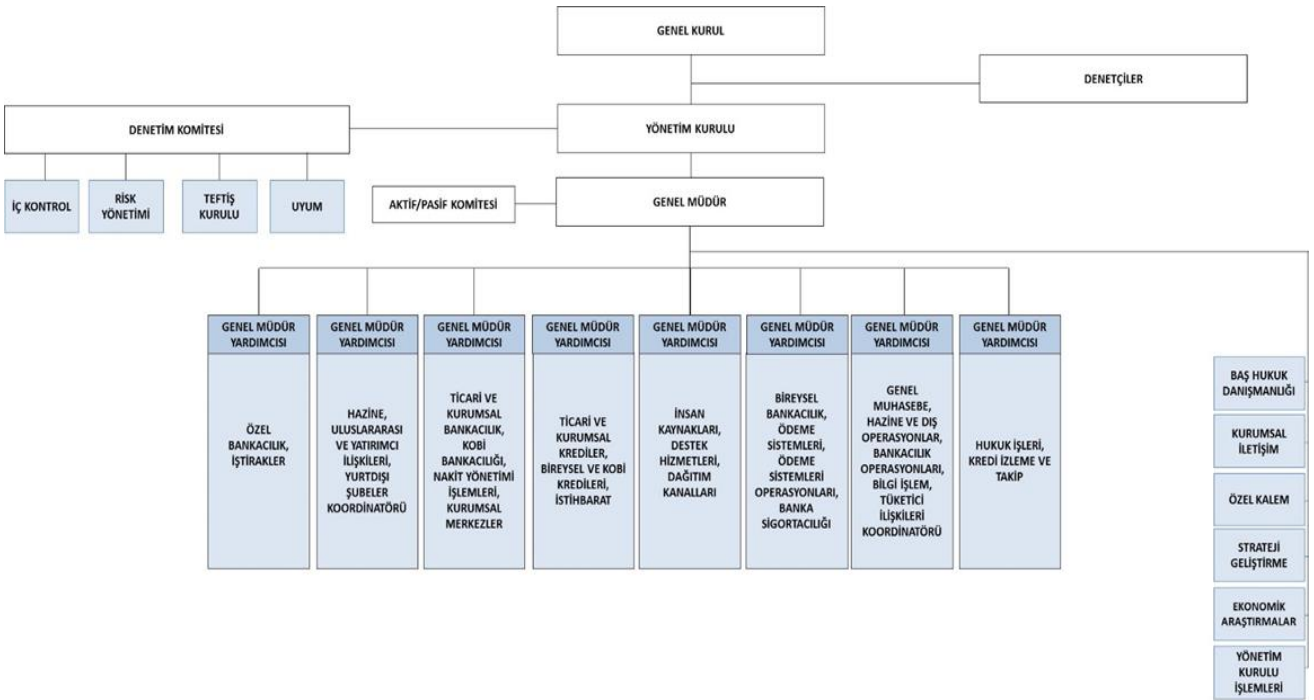 GENEL KURUL
DENETÇİLER
DENETİM KOMİTESİ
YÖNETİM KURULU
İÇ KONTROL
RİSK
YÖNETİMİ
TEFTİŞ
KURULU
UYUM
AKTİF/PASİF KOMİTESİ
GENEL MÜDÜR
GENEL MÜDÜR
YARDIMCISI
ÖZEL
BANKACILIK,
İŞTİRAKLER
GENEL MÜDÜR
YARDIMCISI
HAZİNE,
ULUSLARARASI
VE YATIRIMCI
İLİŞKİLERİ,
YURTDIŞI
ŞUBELER
KOORDİNATÖRÜ
GENEL MÜDÜR
YARDIMCISI
TİCARİ VE
KURUMSAL
BANKACILIK,
KOBİ
BANKACILIĞI,
NAKİT YÖNETİMİ
İŞLEMLERİ,
KURUMSAL
MERKEZLER
GENEL MÜDÜR
YARDIMCISI
TİCARİ VE
KURUMSAL
KREDİLER,
BİREYSEL VE KOBİ
KREDİLERİ,
İSTİHBARAT
GENEL MÜDÜR
YARDIMCISI
İNSAN
KAYNAKLARI,
DESTEK
HİZMETLERİ,
DAĞITIM
KANALLARI
GENEL MÜDÜR
YARDIMCISI
BİREYSEL
BANKACILIK,
ÖDEME
SİSTEMLERİ,
ÖDEME
SİSTEMLERİ
OPERASYONLARI,
BANKA
SİGORTACILIĞI
GENEL MÜDÜR
YARDIMCISI
GENEL
MUHASEBE,
HAZİNE VE DIŞ
OPERASYONLAR,
BANKACILIK
OPERASYONLARI,
BİLGİ İŞLEM,
TÜKETİCİ
İLİŞKİLERİ
KOORDİNATÖRÜ
GENEL MÜDÜR
YARDIMCISI
HUKUK İŞLERİ,
KREDİ İZLEME VE
TAKİP
BAŞ HUKUK
DANIŞMANLIĞI
KURUMSAL
İLETİŞİM
ÖZEL KALEM
STRATEJİ
GELİŞTİRME
EKONOMİK
ARAŞTIRMALAR
YÖNETİM
KURULU
İŞLEMLERİ